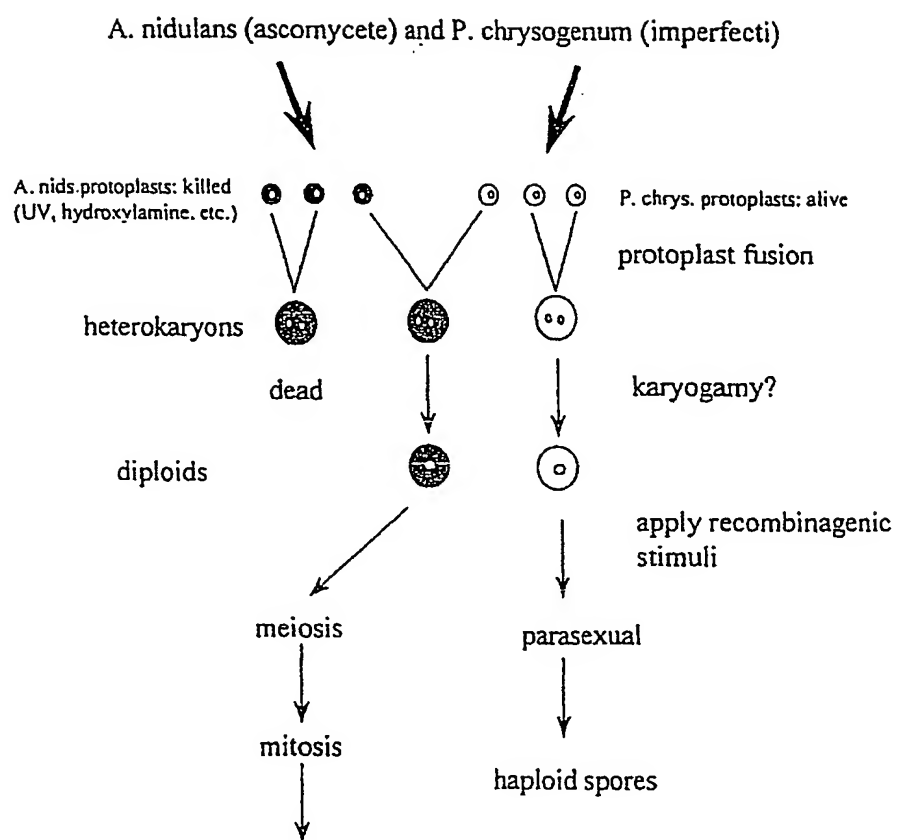 A. nidulans (ascomycete) and P. chrysogenum (imperfecti)
A. nids.protoplasts: killed
(UV, hydroxylamine. etc.)
P. chrys. protoplasts: alive
protoplast fusion
heterokaryons
dead
karyogamy?
diploids
apply recombinagenic
stimuli
meiosis
parasexual
mitosis
haploid spores